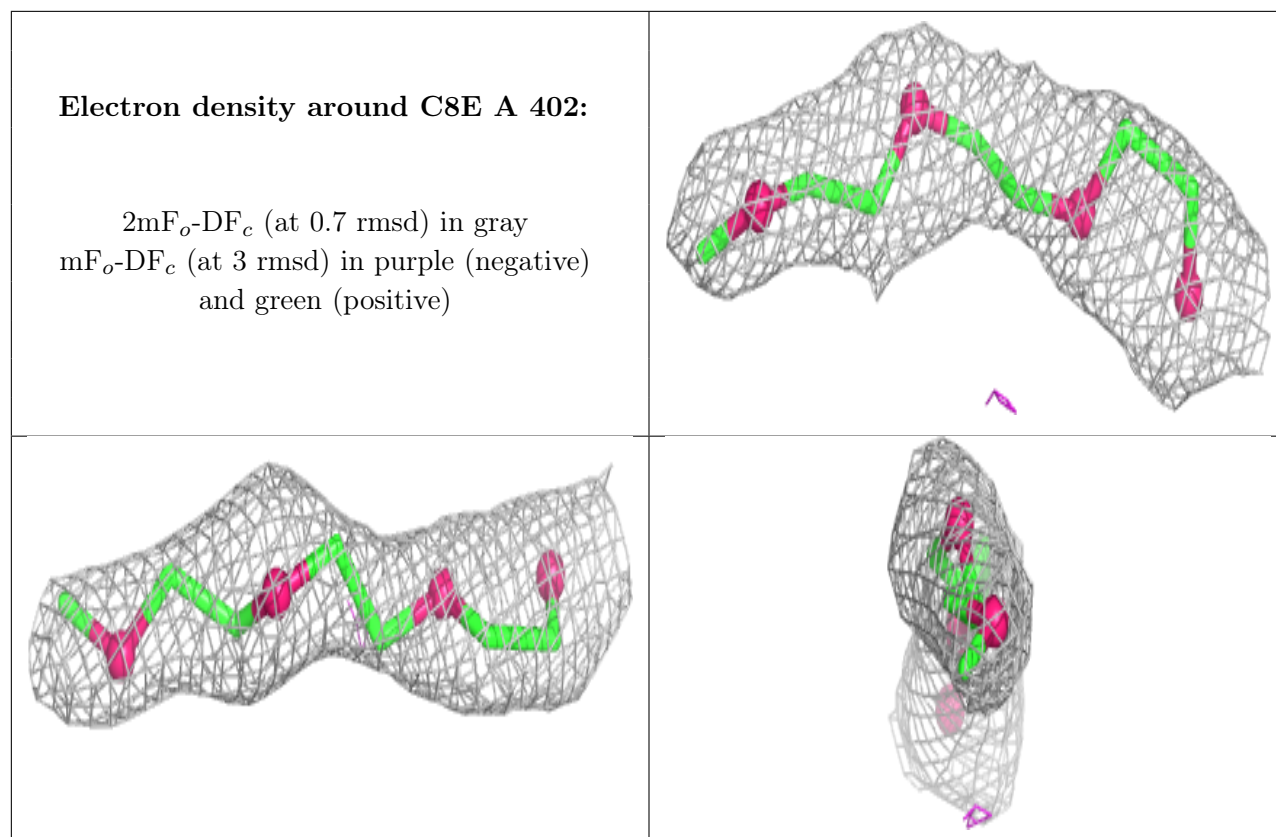 Electron density around C8E A 402:
2mFo-DFc (at 0.7 rmsd) in gray
mFo-DFc (at 3 rmsd) in purple (negative)
and green (positive)